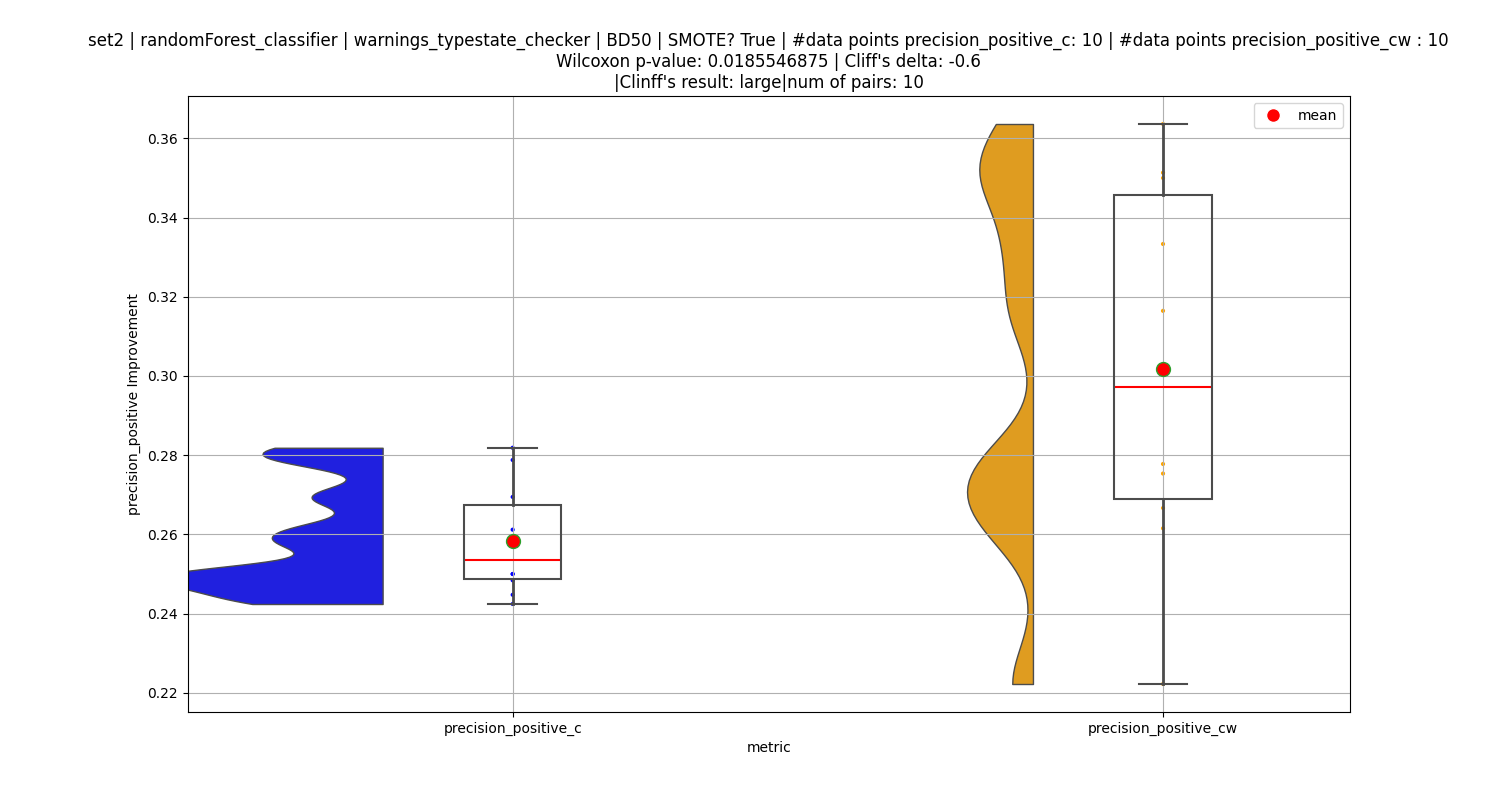 set2 | randomForest_classifier | warnings_typestate_checker | BD50 | SMOTE? True | #data points precision_positive_c: 10 | #data points precision_positive_cw : 10
Wilcoxon p-value: 0.0185546875 | Cliff's delta: -0.6
|Clinff's result: large|num of pairs: 10
mean
0.36
0.34
0.32
0.30
0.28
0.26
0.24
0.22
precision_positive Improvement
precision_positive_c
precision_positive_cw
metric